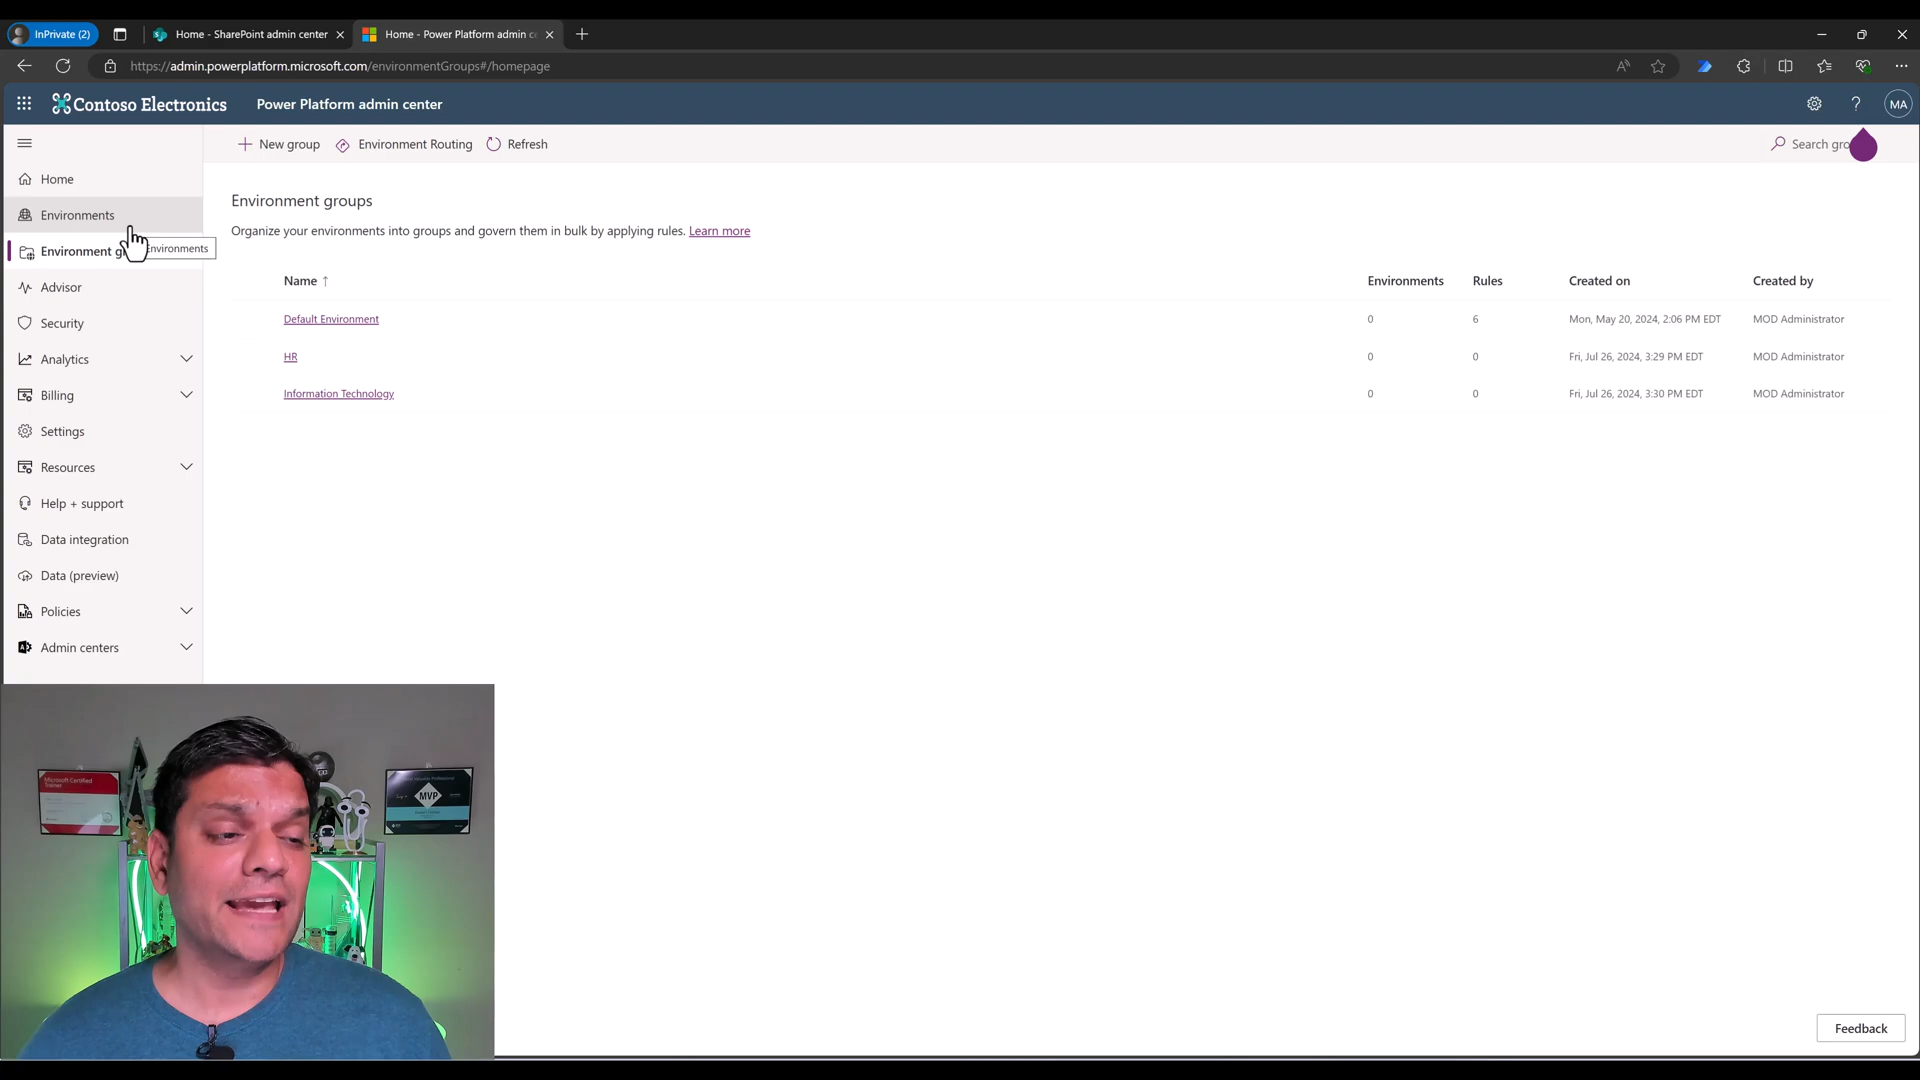 InPrivate (2)
Home - SharePoint admin center
Home - Power Platform admin c
https://admin.powerplatform.microsoft.com/environmentGroups#/homepage
Contoso Electronics
Power Platform admin center
MA
New group
Environment Routing
Refresh
Search gro
Home
Environments
Environment g
Environments
Advisor
Security
Analytics
Billing
Settings
Resources
Help + support
Data integration
Data (preview)
Policies
Admin centers
Environment groups
Organize your environments into groups and govern them in bulk by applying rules. Learn more
Name ↑ Environments Rules Created on Created by
Default Environment 0 6 Mon, May 20, 2024, 2:06 PM EDT MOD Administrator
HR 0 0 Fri, Jul 26, 2024, 3:29 PM EDT MOD Administrator
Information Technology 0 0 Fri, Jul 26, 2024, 3:30 PM EDT MOD Administrator
Microsoft Certified
Trainer
MVP
Feedback